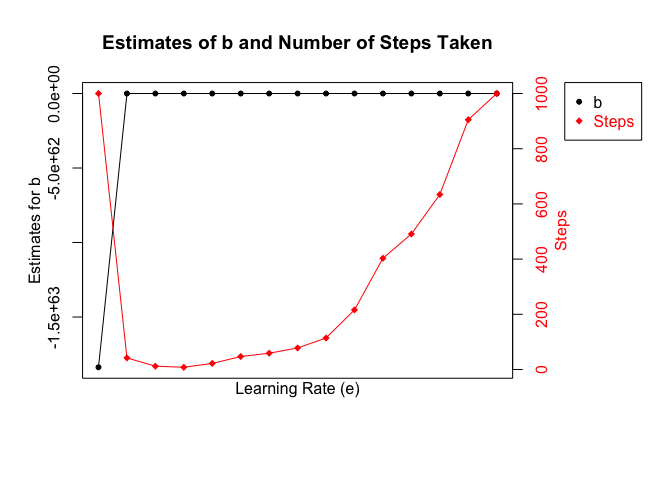 Estimates of b and Number of Steps Taken
Estimates for b
0.0e+00
-5.0e+62
-1.5e+63
Learning Rate (e)
1000
800
600
400
200
0
Steps
b
Steps